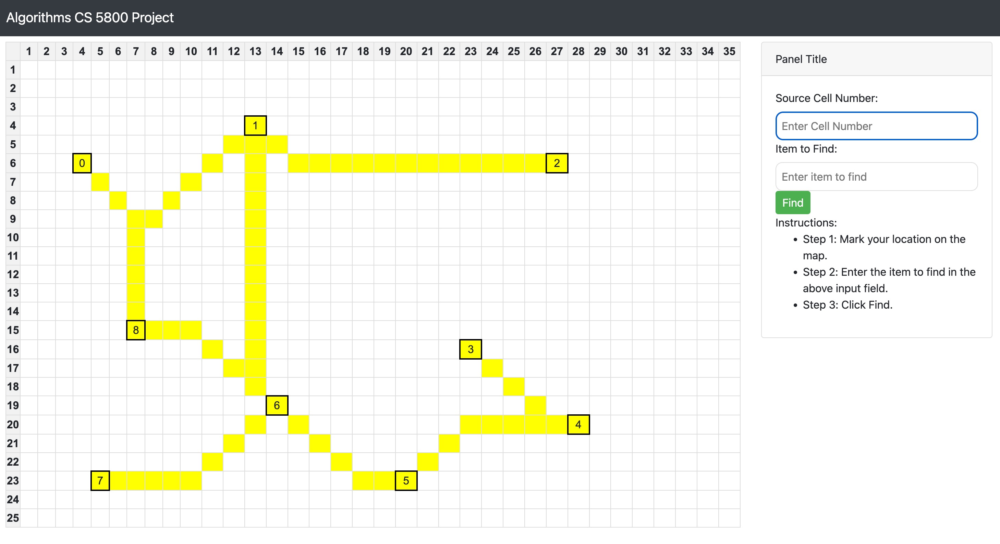 Algorithms CS 5800 Project
1 2 3 4 5 6 7 8 9 10 11 12 13 14 15 16 17 18 19 20 21 22 23 24 25 26 27 28 29 30 31 32 33 34 35
1
2
3
4 1
5
6 0 2
7
8
9
10
11
12
13
14
15 8
16 3
17
18
19 6
20 4
21
22
23 7 5
24
25
Panel Title
Source Cell Number:
Enter Cell Number
Item to Find:
Enter item to find
Find
Instructions:
• Step 1: Mark your location on the
map.
• Step 2: Enter the item to find in the
above input field.
• Step 3: Click Find.